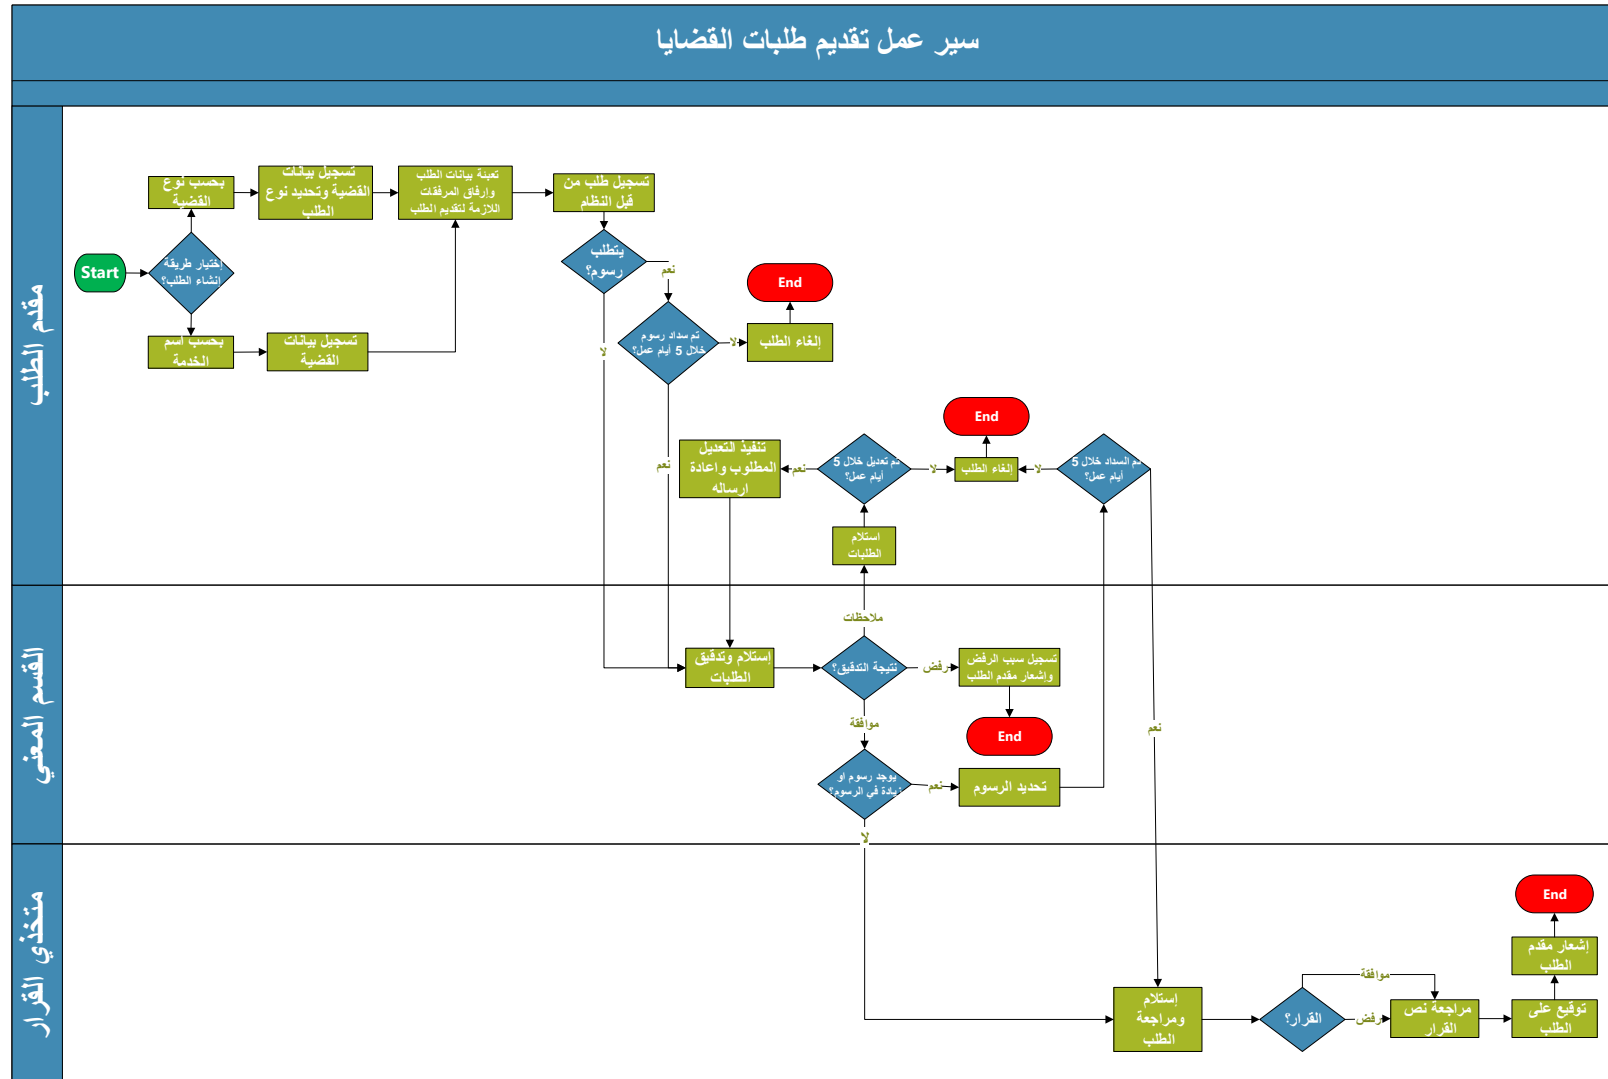 سير عمل تقديم طلبات القضايا
مقدم الطلب
Start
إختيار طريقة
إنشاء الطلب؟
بحسب نوع
القضية
تسجيل بيانات
القضية وتحديد نوع
الطلب
تعبئة بيانات الطلب
وإرفاق المرفقات
اللازمة لتقديم الطلب
تسجيل طلب من
قبل النظام
بحسب اسم
الخدمة
تسجيل بيانات
القضية
يتطلب
رسوم؟
نعم
لا
تم سداد رسوم
خلال 5 أيام عمل؟
لا
نعم
إلغاء الطلب
End
تنفيذ التعديل
المطلوب وإعادة
ارساله
نعم
تم تعديل خلال 5
أيام عمل؟
لا
إلغاء الطلب
End
لا
تم السداد خلال 5
أيام عمل؟
نعم
استلام
الطلبات
القسم المعني
ملاحظات
إستلام وتدقيق
الطلبات
نتيجة التدقيق؟
رفض
تسجيل سبب الرفض
وإشعار مقدم الطلب
End
موافقة
يوجد رسوم او
زيادة في الرسوم؟
نعم
تحديد الرسوم
لا
متخذي القرار
إستلام
ومراجعة
الطلب
القرار؟
موافقة
رفض
مراجعة نص
القرار
توقيع على
الطلب
إشعار مقدم
الطلب
End